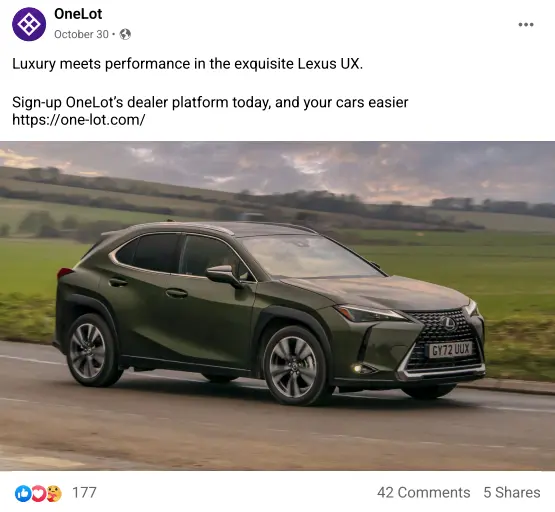 OneLot
October 30
Luxury meets performance in the exquisite Lexus UX.
Sign-up OneLot's dealer platform today, and your cars easier
https://one-lot.com/
GY72 UUX
177
42 Comments 5 Shares